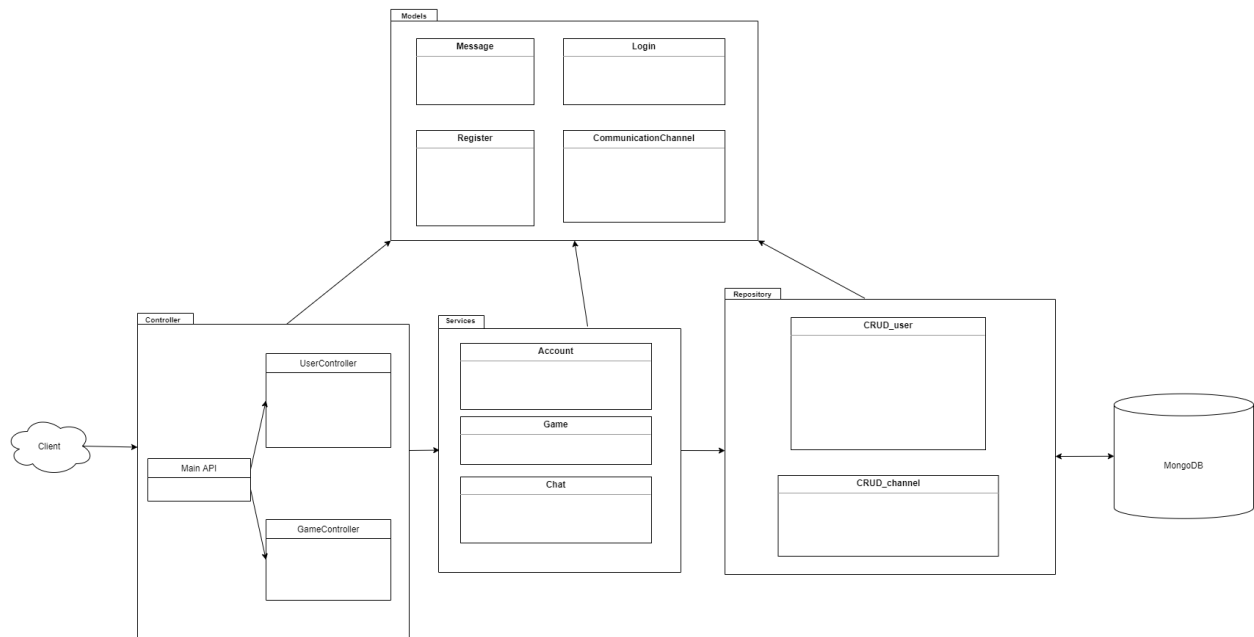 Models
Message
Login
Register
CommunicationChannel
Controller
UserController
Main API
GameController
Services
Account
Game
Chat
Repository
CRUD_user
CRUD_channel
Client
MongoDB